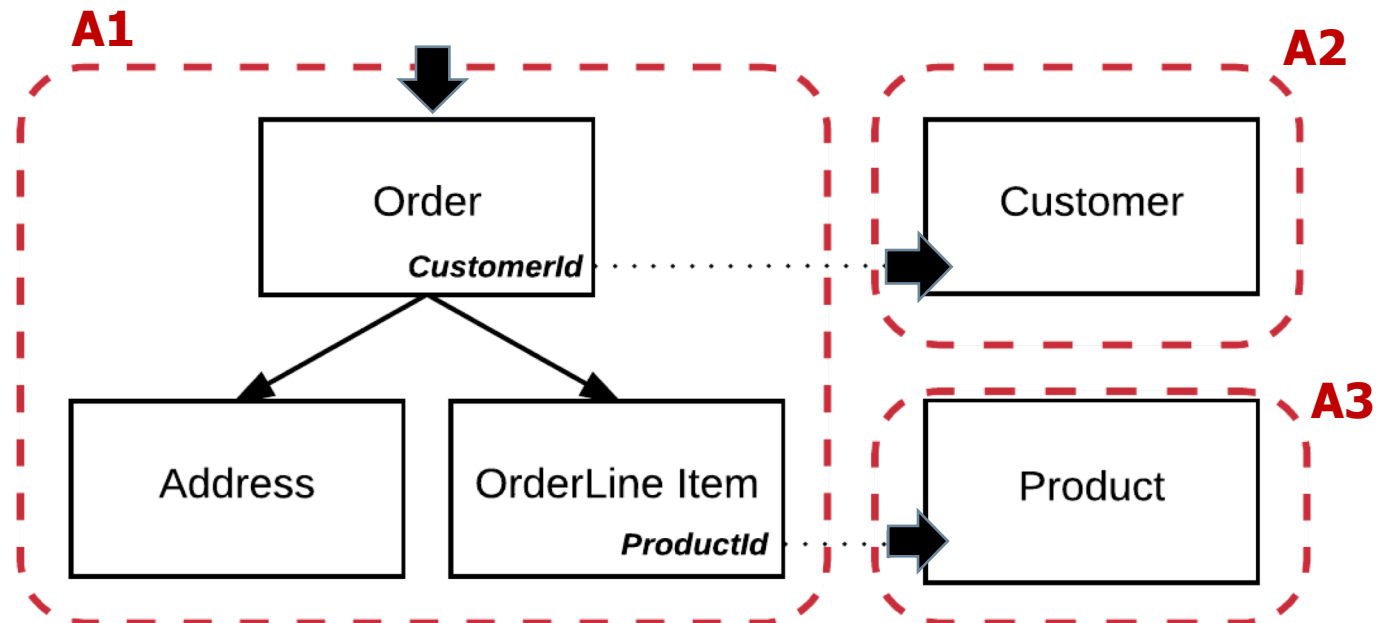 A1
A2
Order
CustomerId
Customer
A3
Address
OrderLine Item
ProductId
Product